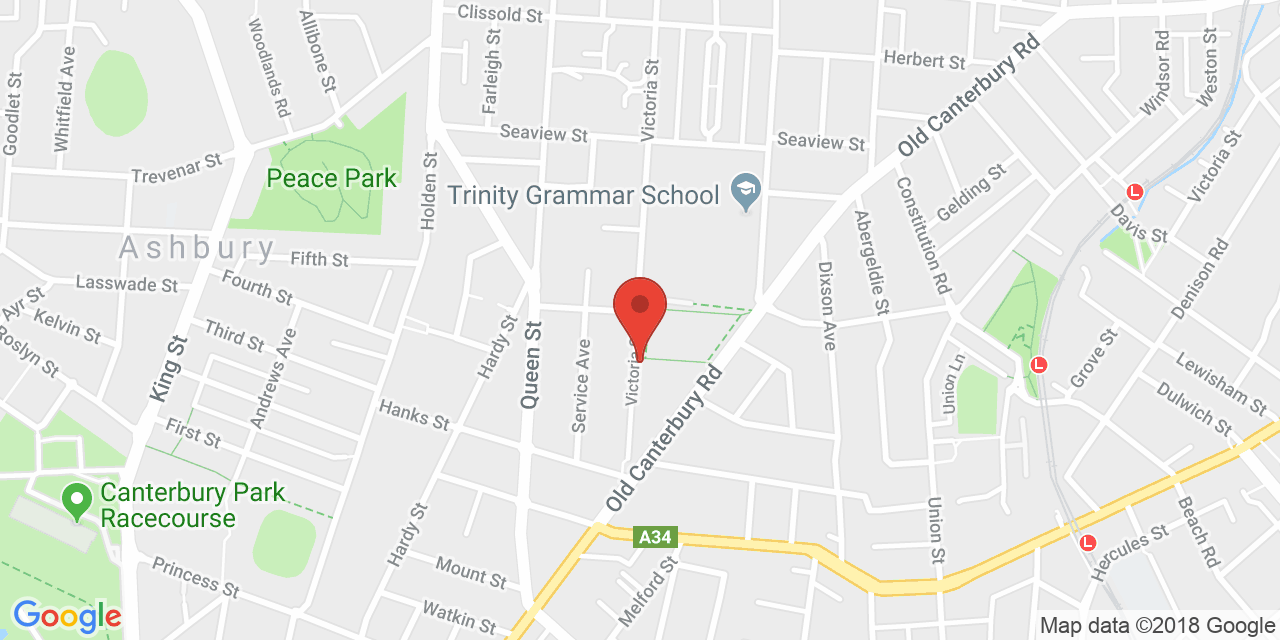 Clissold St
Allibone St
Woodlands Rd
Whitfield Ave
Goodlet St
Farleigh St
Victoria St
Herbert St
Old Canterbury Rd
Windsor Rd
Weston St
Seaview St
Seaview St
Trevenar St
Peace Park
Holden St
Trinity Grammar School
Constitution Rd
Gelding St
Victoria St
Davis St
Abergeldie St
Ashbury
Fifth St
Lasswade St
Fourth St
Ayr St
Kelvin St
Roslyn St
Third St
Andrews Ave
King St
Hardy St
Queen St
Service Ave
Victoria S
Dixson Ave
Denison Rd
Grove St
Union Ln
Lewisham St
Dulwich St
Old Canterbury Rd
Hanks St
First St
Canterbury Park
Racecourse
Hardy St
A34
Union St
Beach Rd
Hercules St
Princess St
Mount St
Watkin St
Melford St
L
L
L
Google
Map data ©2018 Google